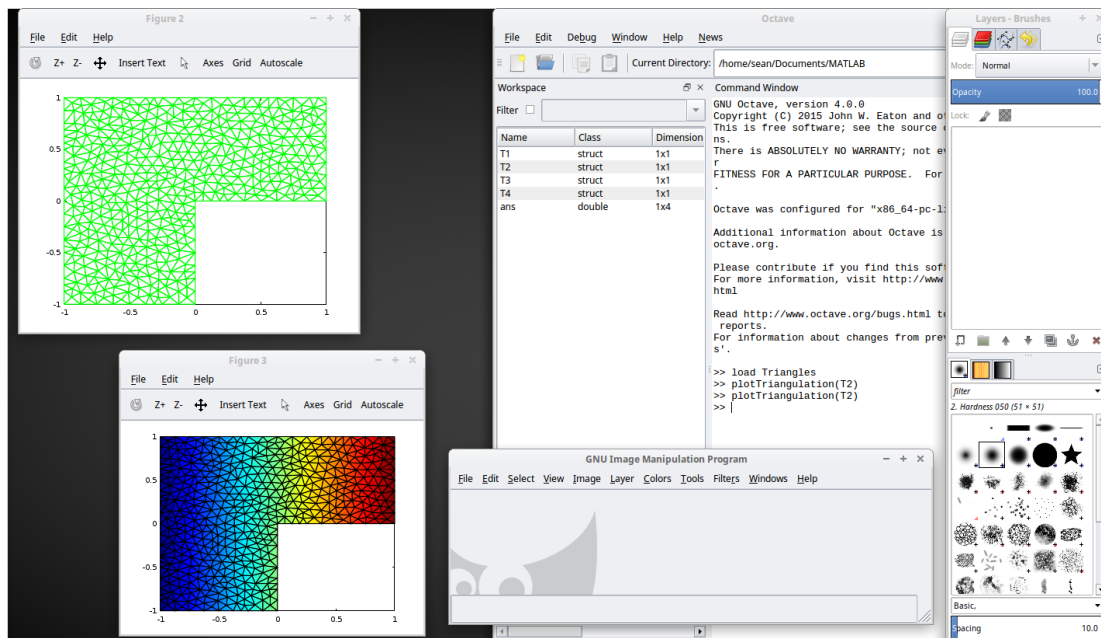 Figure 2
File Edit Help
Z+ Z- Insert Text Axes Grid Autoscale
1
0.5
0
-0.5
-1
-1 -0.5 0 0.5 1
Figure 3
File Edit Help
Z+ Z- Insert Text Axes Grid Autoscale
1
0.5
0
-0.5
-1
-1 -0.5 0 0.5 1
Octave
File Edit Debug Window Help News
Current Directory: /home/sean/Documents/MATLAB
Workspace
Filter
Name Class Dimension
T1 struct 1x1
T2 struct 1x1
T3 struct 1x1
T4 struct 1x1
ans double 1x4
Command Window
GNU Octave, version 4.0.0
Copyright (C) 2015 John W. Eaton and ot
This is free software; see the source
ns.
There is ABSOLUTELY NO WARRANTY; not ev
r
FITNESS FOR A PARTICULAR PURPOSE. For
.
Octave was configured for "x86_64-pc-li
Additional information about Octave is
octave.org.
Please contribute if you find this soft
For more information, visit http://www
html
Read http://www.octave.org/bugs.html to
reports.
For information about changes from prev
s'.
>> load Triangles
>> plotTriangulation(T2)
>> plotTriangulation(T2)
>>
GNU Image Manipulation Program
File Edit Select View Image Layer Colors Tools Filters Windows Help
Layers - Brushes
Mode: Normal
Opacity 100.0
Lock:
filter
2. Hardness 050 (51 × 51)
Basic,
Spacing 10.0